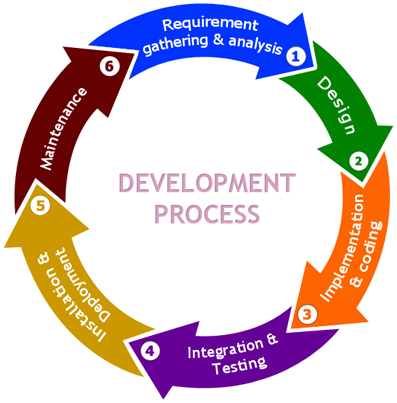 Requirement
gathering & analysis
1
Design
2
Implementation
& coding
3
Integration &
Testing
4
Installation &
Deployment
5
Maintenance
6
DEVELOPMENT
PROCESS